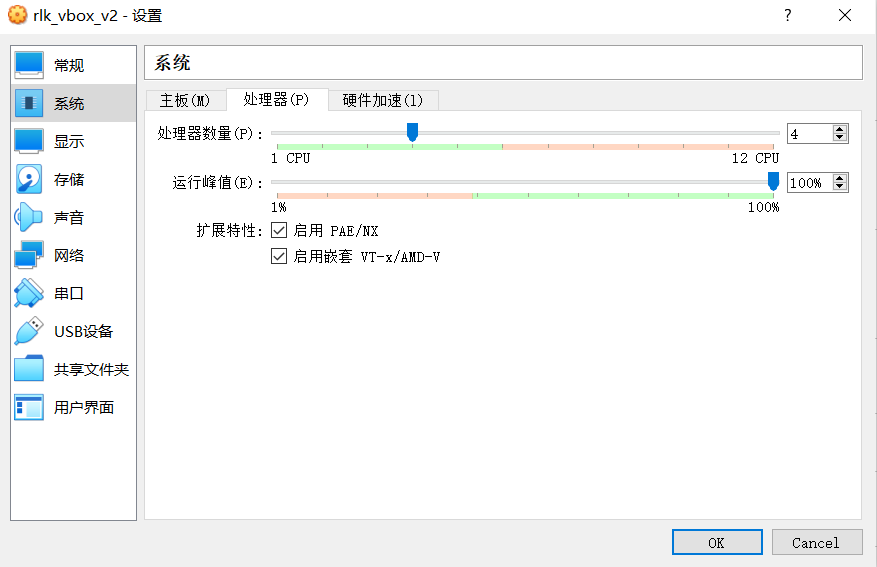 rlk_vbox_v2 - 设置
?
常规
系统
显示
存储
声音
网络
串口
USB设备
共享文件夹
用户界面
系统
主板(M) 处理器(P) 硬件加速(l)
处理器数量(P): 4
1 CPU 12 CPU
运行峰值(E): 100%
1% 100%
扩展特性: 启用 PAE/NX
启用嵌套 VT-x/AMD-V
OK Cancel